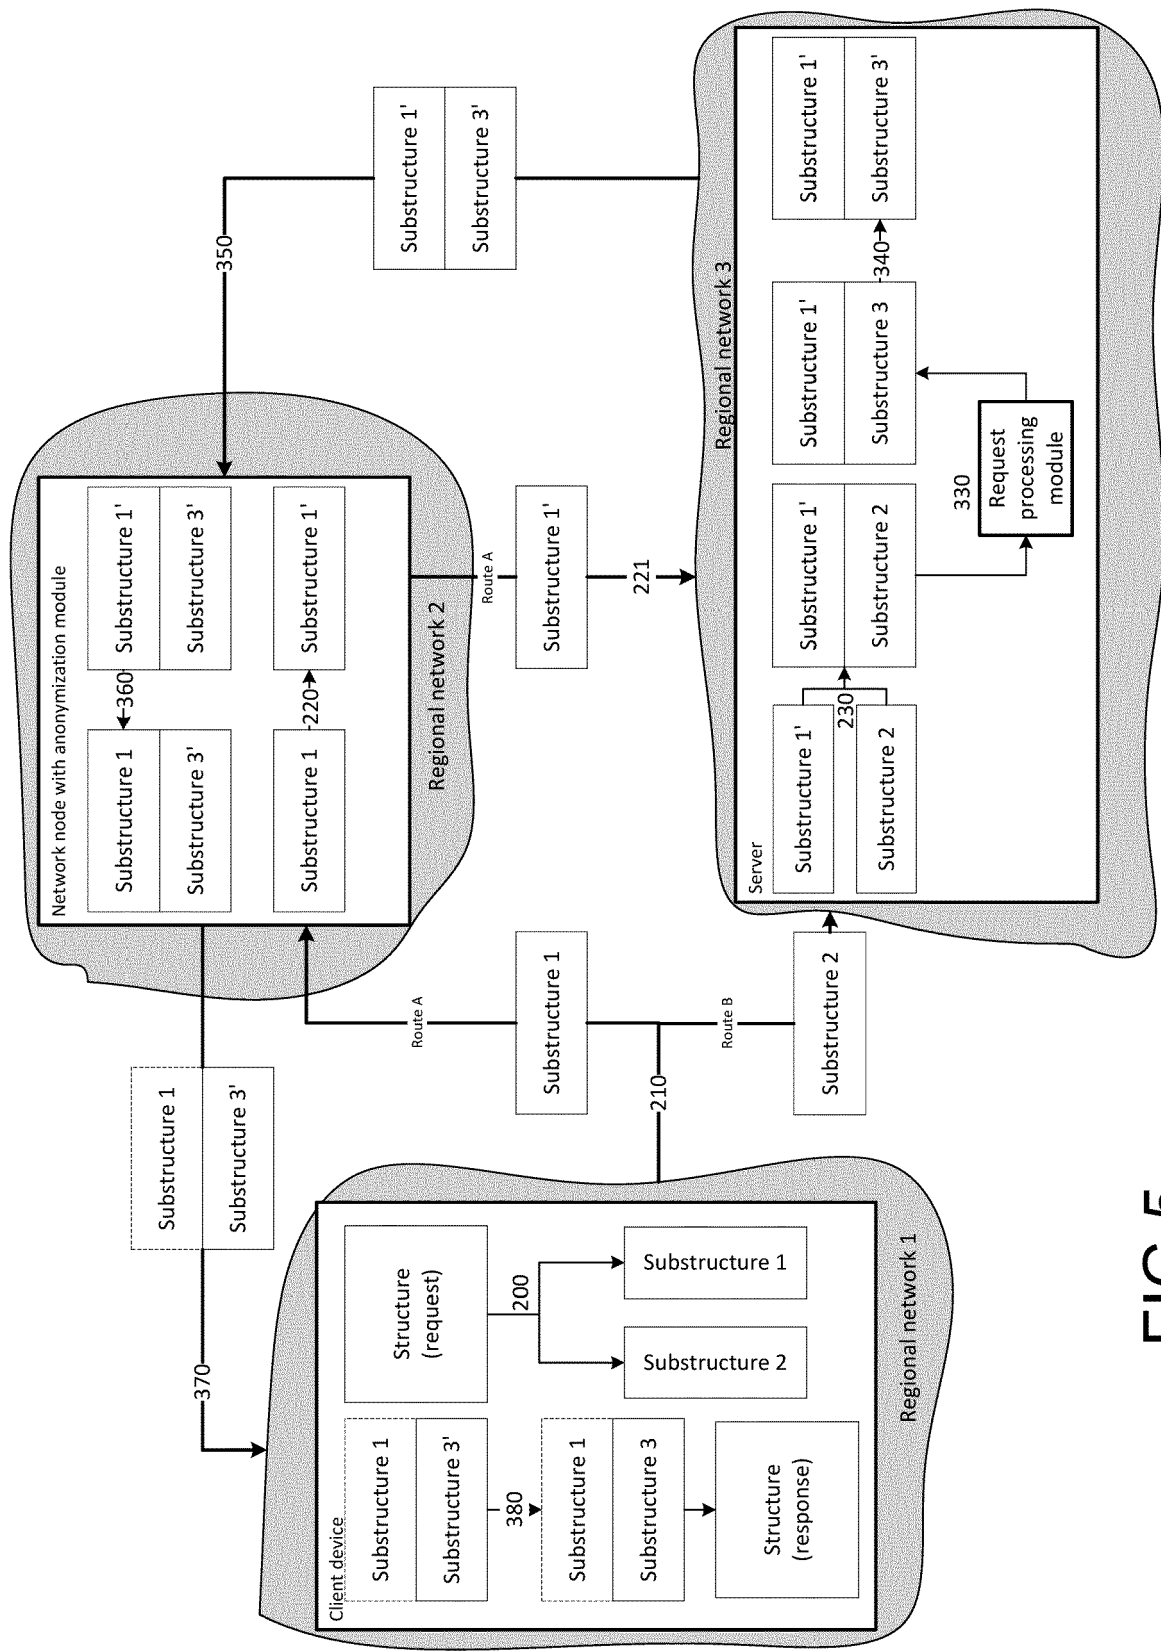 Network node with anonymization module
Substructure 1
Substructure 3'
360
Substructure 1'
Substructure 3'
Substructure 1
220
Substructure 1'
Regional network 2
350
Substructure 1'
Substructure 3'
370
Substructure 1
Substructure 3'
Route A
Substructure 1
210
Route B
Substructure 2
Route A
Substructure 1'
221
Client device
Substructure 1
Substructure 3'
380
Substructure 1
Substructure 3
Structure
(response)
Structure
(request)
200
Substructure 2
Substructure 1
Regional network 1
Regional network 3
Server
Substructure 1'
Substructure 2
230
Substructure 1'
Substructure 2
330
Request
processing
module
Substructure 1'
Substructure 3
340
Substructure 1'
Substructure 3'